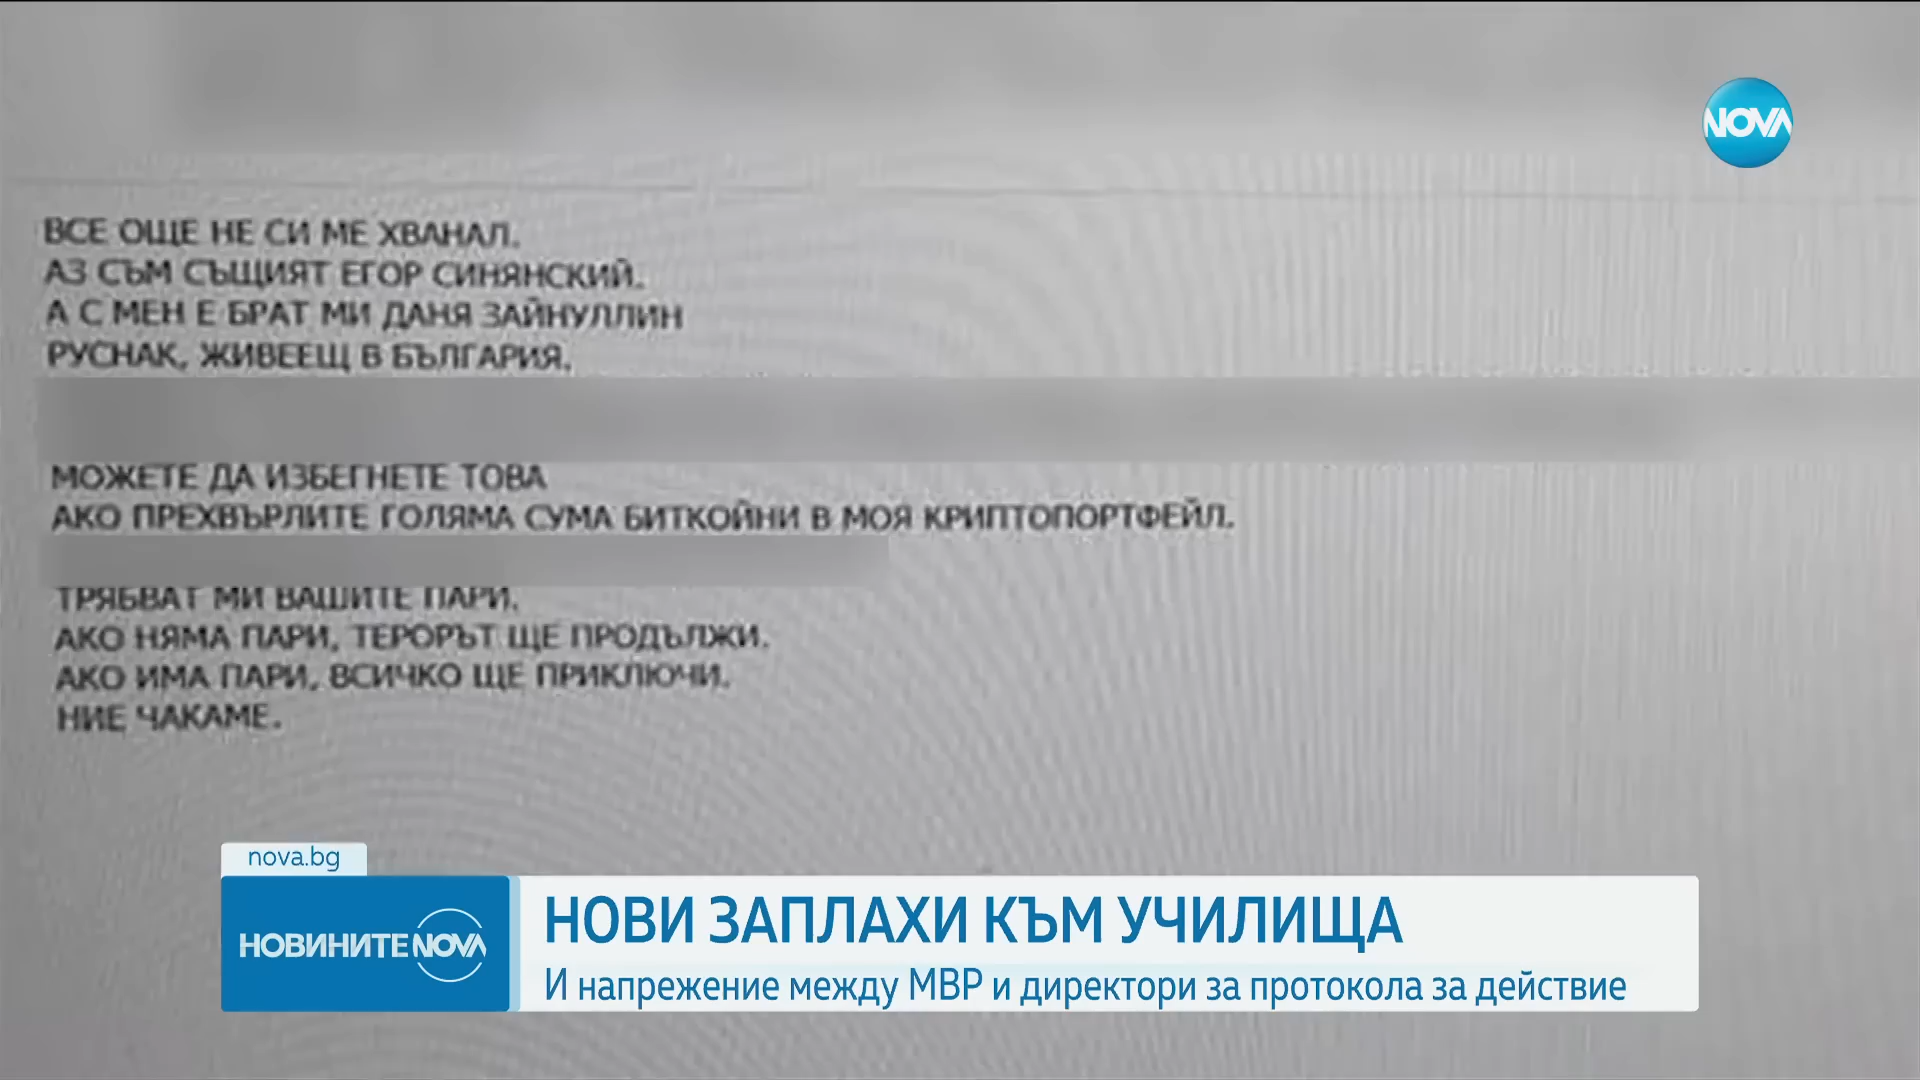 NOVA
ВСЕ ОЩЕ НЕ СИ МЕ ХВАНАЛ.
АЗ СЪМ СЪЩИЯТ ЕГОР СИНЯНСКИЙ.
А С МЕН Е БРАТ МИ ДАНЯ ЗАЙНУЛЛИН
РУСНАК, ЖИВЕЕЩ В БЪЛГАРИЯ.
МОЖЕТЕ ДА ИЗБЕГНЕТЕ ТОВА
АКО ПРЕХВЪРЛИТЕ ГОЛЯМА СУМА БИТКОЙНИ В МОЯ КРИПТОПОРТФЕЙЛ.
ТРЯБВАТ МИ ВАШИТЕ ПАРИ.
АКО НЯМА ПАРИ, ТЕРОРЪТ ЩЕ ПРОДЪЛЖИ.
АКО ИМА ПАРИ, ВСИЧКО ЩЕ ПРИКЛЮЧИ.
НИЕ ЧАКАМЕ.
nova.bg
НОВИНИТЕ NOVA
НОВИ ЗАПЛАХИ КЪМ УЧИЛИЩА
И напрежение между МВР и директори за протокола за действие